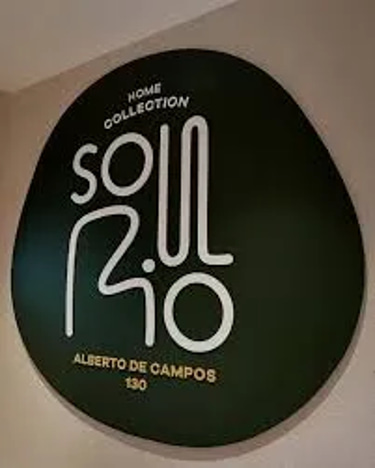 HOME
COLLECTION
SOUL
RIO
ALBERTO DE CAMPOS
130